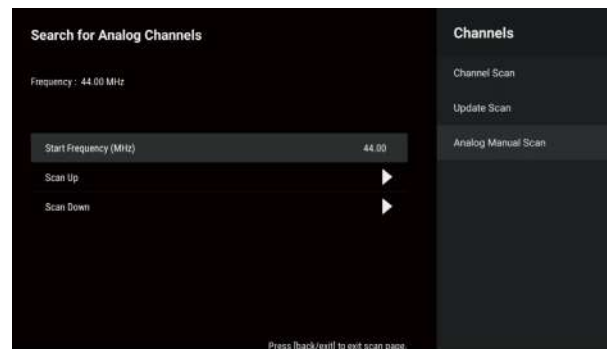 Search for Analog Channels
Frequency : 44.00 MHz
Start Frequency (MHz) 44.00
Scan Up
Scan Down
Press [back/exit] to exit scan page.
Channels
Channel Scan
Update Scan
Analog Manual Scan